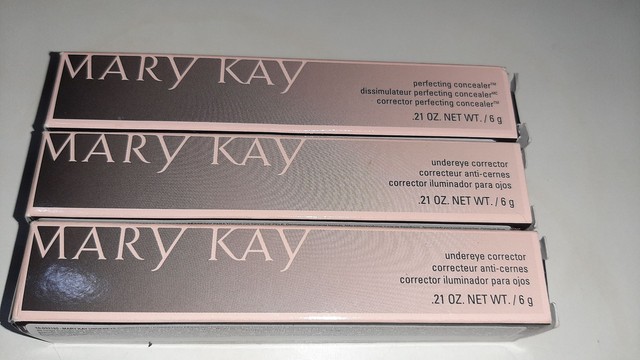 MARY KAY
perfecting concealer™
dissimulateur perfecting concealer
corrector perfecting concealer™
.21 OZ. NET WT. / 6 g
MARY KAY
undereye corrector
correcteur anti-cernes
corrector iluminador para ojos
.21 OZ. NET WT. / 6 g
MARY KAY
undereye corrector
correcteur anti-cernes
corrector iluminador para ojos
.21 OZ. NET WT. / 6 g